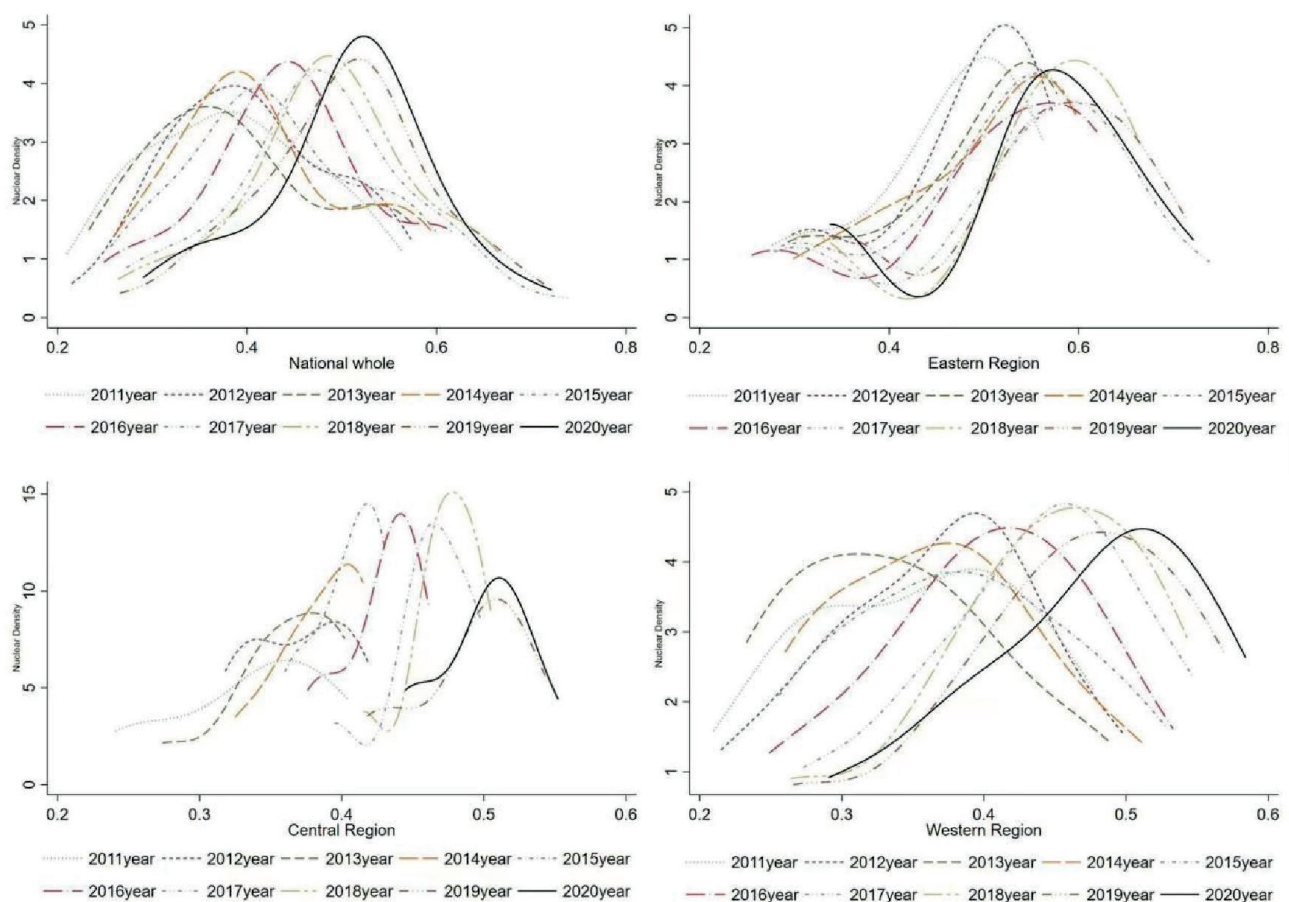 5
4
3
2
1
0
Nuclear Density
0.2 0.4 0.6 0.8
National whole
2011year 2012year 2013year 2014year 2015year
2016year 2017year 2018year 2019year 2020year
5
4
3
2
1
0
Nuclear Density
0.2 0.4 0.6 0.8
Eastern Region
2011year 2012year 2013year 2014year 2015year
2016year 2017year 2018year 2019year 2020year
15
10
5
0
Nuclear Density
0.2 0.3 0.4 0.5 0.6
Central Region
2011year 2012year 2013year 2014year 2015year
2016year 2017year 2018year 2019year 2020year
5
4
3
2
1
Nuclear Density
0.2 0.3 0.4 0.5 0.6
Western Region
2011year 2012year 2013year 2014year 2015year
2016year 2017year 2018year 2019year 2020year